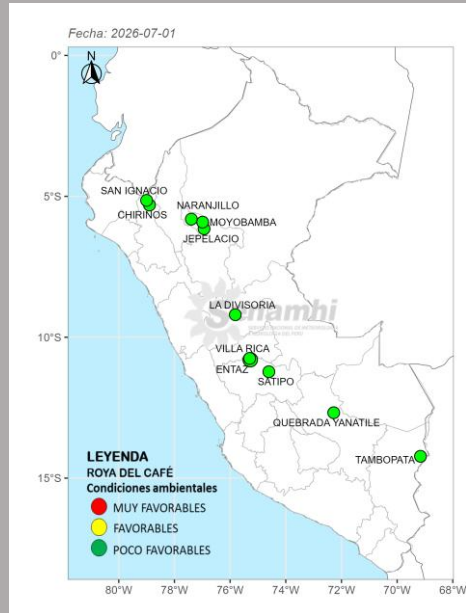 Fecha: 2026-07-01
0°
N
5°S
SAN IGNACIO
CHIRINOS
NARANJILLO
MOYOBAMBA
JEPELACIO
LA DIVISORIA
Senamhi
10°S
VILLA RICA
ENTAZ
SATIPO
QUEBRADA YANATILE
TAMBOPATA
15°S
LEYENDA
ROYA DEL CAFÉ
Condiciones ambientales
MUY FAVORABLES
FAVORABLES
POCO FAVORABLES
80°W 78°W 76°W 74°W 72°W 70°W 68°W